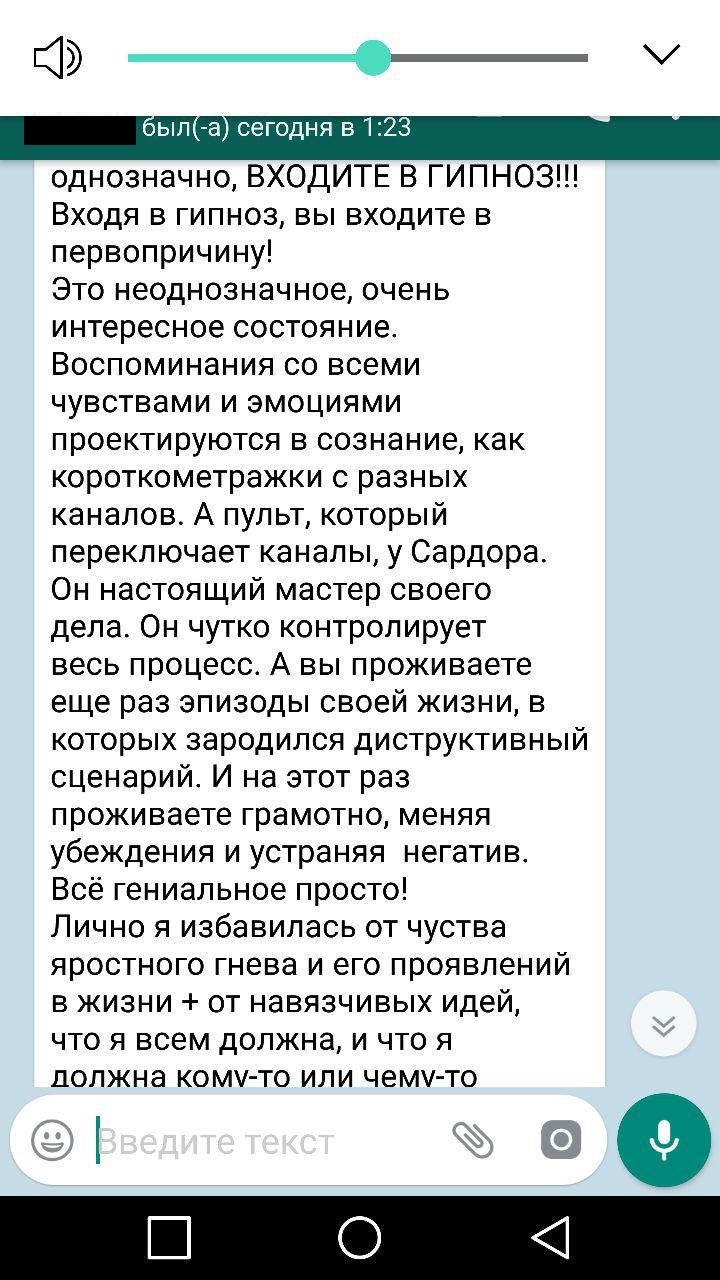 был(-а) сегодня в 1:23
однозначно, ВХОДИТЕ В ГИПНОЗ!!!
Входя в гипноз, вы входите в
первопричину!
Это неоднозначное, очень
интересное состояние.
Воспоминания со всеми
чувствами и эмоциями
проектируются в сознание, как
короткометражки с разных
каналов. А пульт, который
переключает каналы, у Сардора.
Он настоящий мастер своего
дела. Он чутко контролирует
весь процесс. А вы проживаете
еще раз эпизоды своей жизни, в
которых зародился диструктивный
сценарий. И на этот раз
проживаете грамотно, меняя
убеждения и устраняя  негатив.
Всё гениальное просто!
Лично я избавилась от чуства
яростного гнева и его проявлений
в жизни + от навязчивых идей,
что я всем должна, и что я
должна кому-то или чему-то
Введите текст